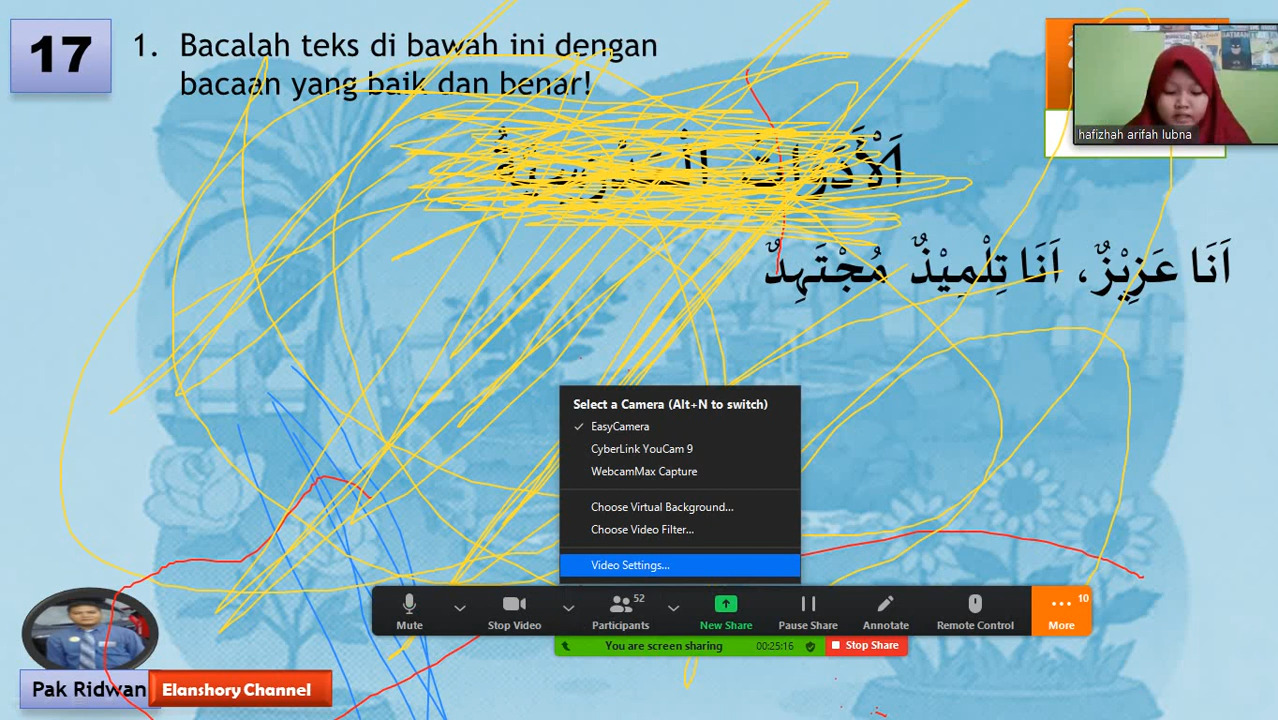 17
1. Bacalah teks di bawah ini dengan
bacaan yang baik dan benar!
hafizhah arifah lubna
اَلْأَدَوَاتُ الْمَدْرَسِيَّةُ
اَنَا عَزِيْزٌ، اَنَا تِلْمِيْذٌ مُجْتَهِدٌ
Select a Camera (Alt+N to switch)
EasyCamera
CyberLink YouCam 9
WebcamMax Capture
Choose Virtual Background...
Choose Video Filter...
Video Settings...
52
10
Mute
Stop Video
Participants
New Share
Pause Share
Annotate
Remote Control
More
You are screen sharing
00:25:16
Stop Share
Pak Ridwan
Elanshory Channel